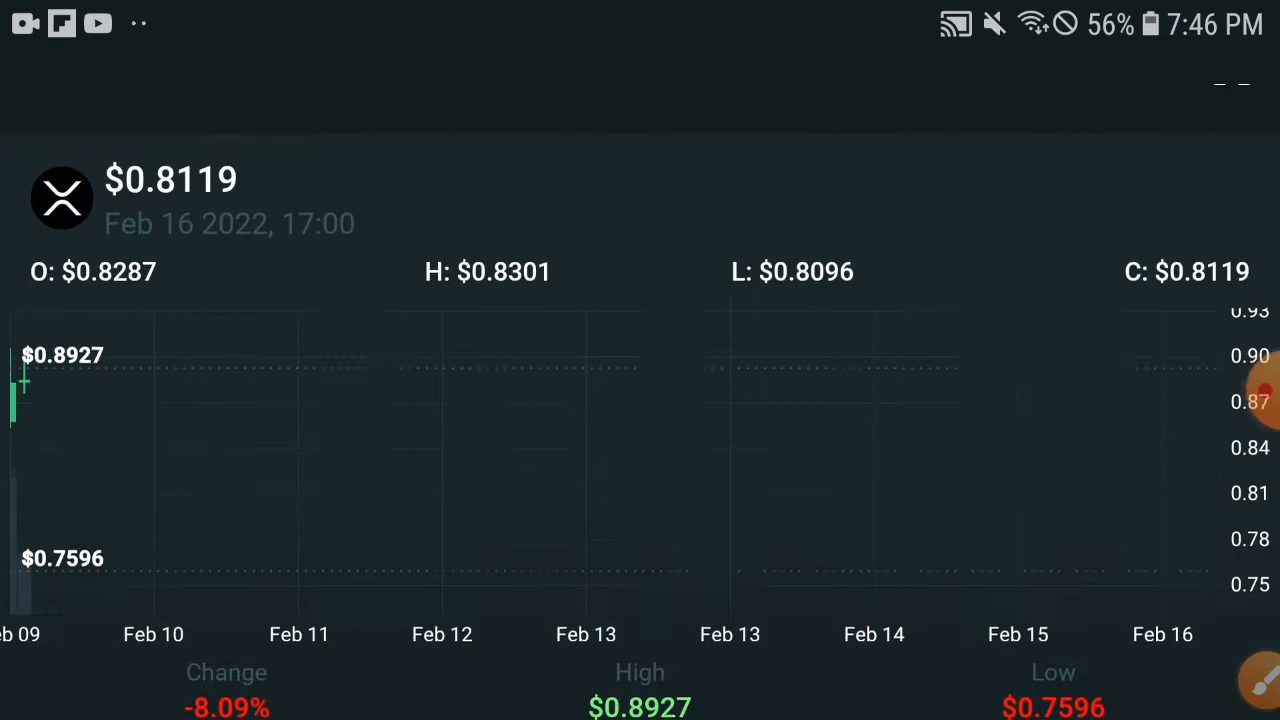 56% 7:46 PM
$0.8119
Feb 16 2022, 17:00
O: $0.8287 H: $0.8301 L: $0.8096 C: $0.8119
0.93
$0.8927 0.90
0.87
0.84
0.81
$0.7596 0.78
0.75
eb 09 Feb 10 Feb 11 Feb 12 Feb 13 Feb 13 Feb 14 Feb 15 Feb 16
Change High Low
-8.09% $0.8927 $0.7596